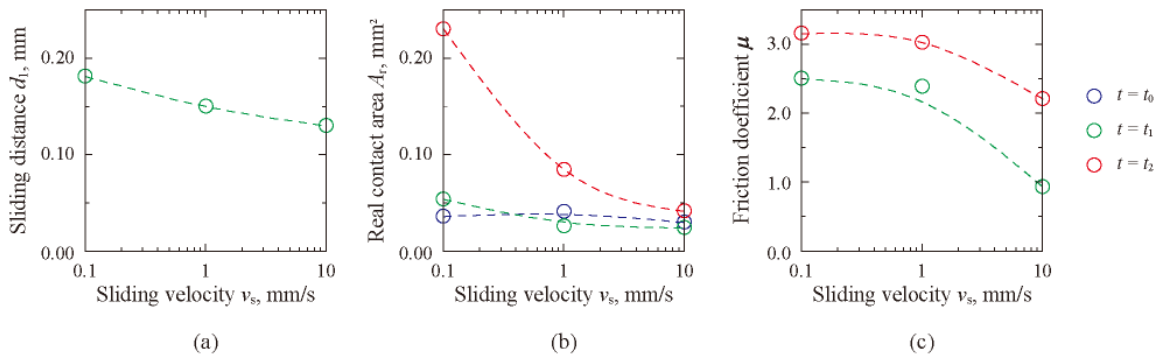 Sliding distance d₁, mm
0.20
0.10
0.00
0.1
1
10
Sliding velocity vₛ, mm/s
(a)
Real contact area Aᵣ, mm²
0.20
0.10
0.00
0.1
1
10
Sliding velocity vₛ, mm/s
(b)
Friction doefficient μ
3.0
2.0
1.0
0.0
0.1
1
10
Sliding velocity vₛ, mm/s
(c)
t = t₀
t = t₁
t = t₂